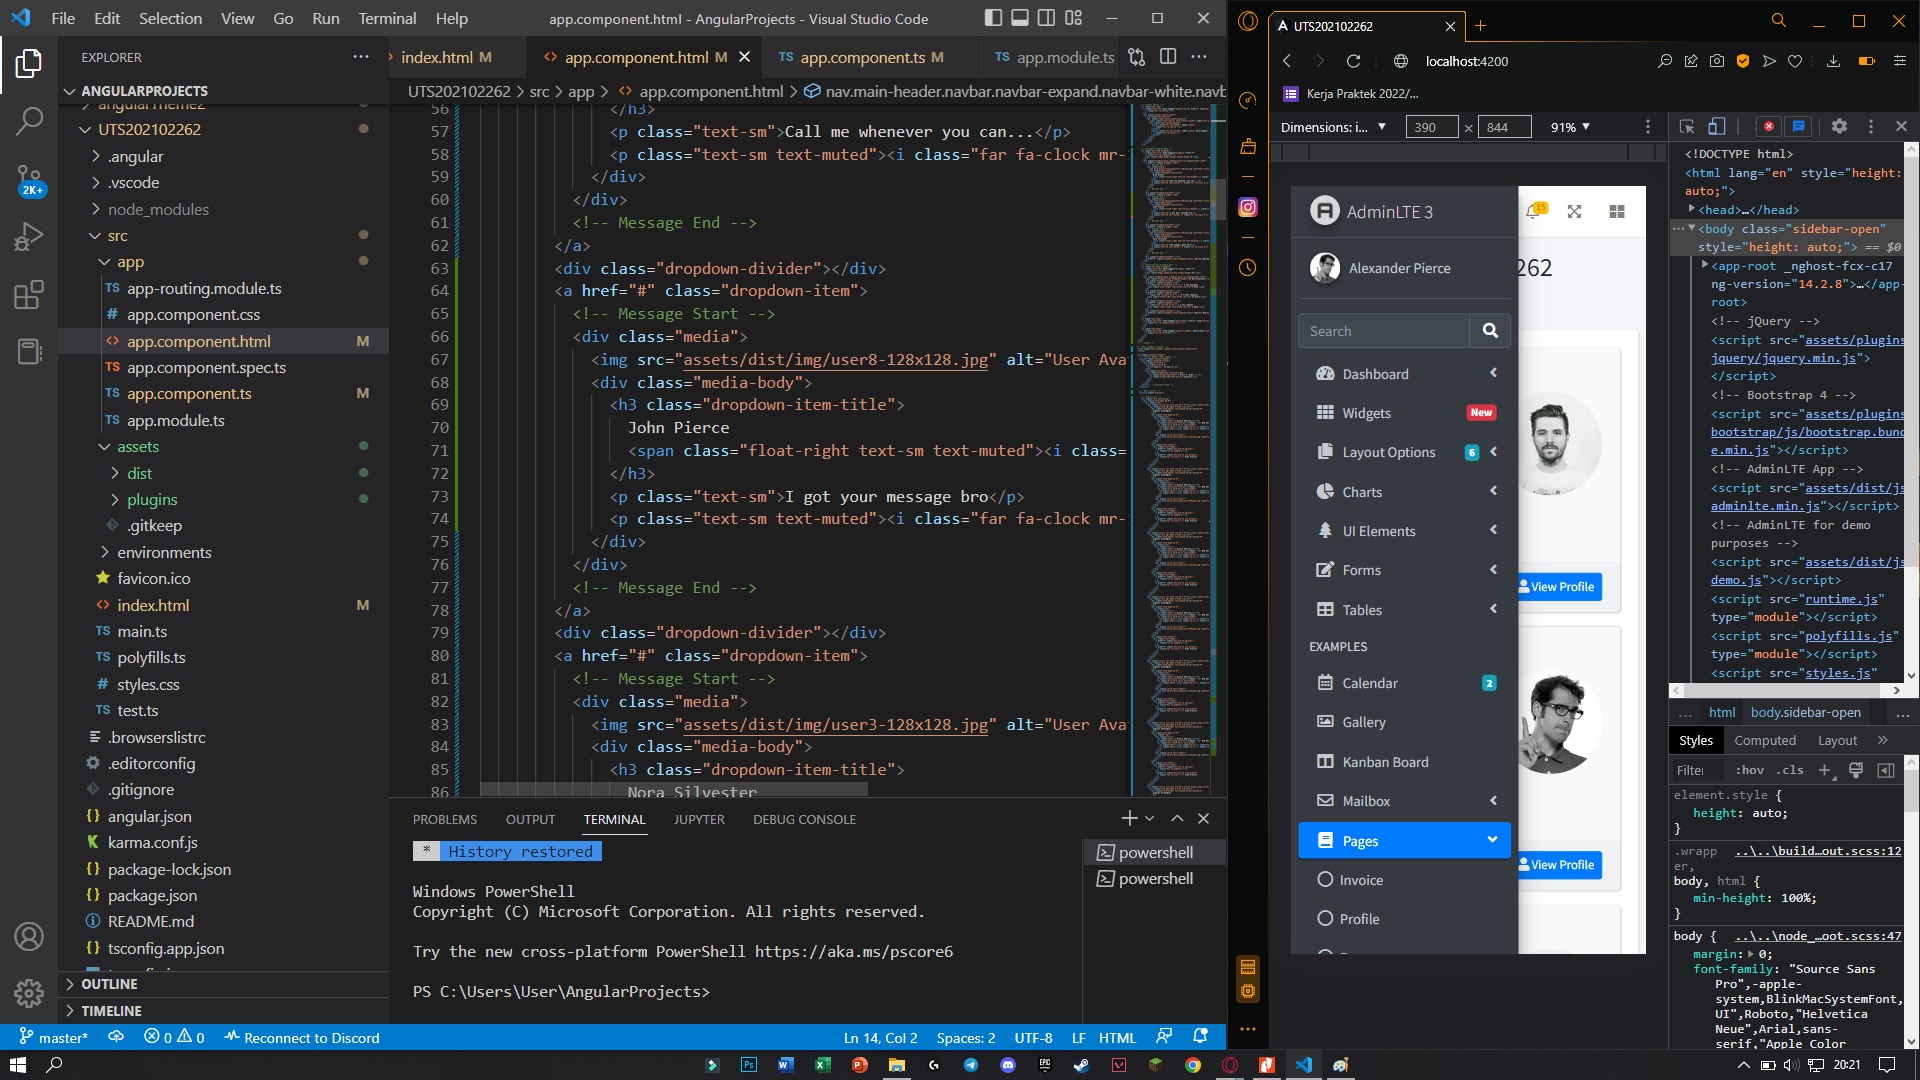 File Edit Selection View Go Run Terminal Help
app.component.html - AngularProjects - Visual Studio Code
EXPLORER
ANGULARPROJECTS
UTS202102262
.angular
.vscode
node_modules
src
app
app-routing.module.ts
app.component.css
app.component.html M
app.component.spec.ts
app.component.ts M
app.module.ts
assets
dist
plugins
.gitkeep
environments
favicon.ico
index.html M
main.ts
polyfills.ts
styles.css
test.ts
.browserslistrc
.editorconfig
.gitignore
angular.json
karma.conf.js
package-lock.json
package.json
README.md
tsconfig.app.json
OUTLINE
TIMELINE
2K+
index.html M
app.component.html M
app.component.ts M
app.module.ts
UTS202102262 > src > app > app.component.html > nav.main-header.navbar.navbar-expand.navbar-white.navb
56 </h3>
57 <p class="text-sm">Call me whenever you can...</p>
58 <p class="text-sm text-muted"><i class="far fa-clock mr-
59 </div>
60 </div>
61 <!-- Message End -->
62 </a>
63 <div class="dropdown-divider"></div>
64 <a href="#" class="dropdown-item">
65 <!-- Message Start -->
66 <div class="media">
67 <img src="assets/dist/img/user8-128x128.jpg" alt="User Ava
68 <div class="media-body">
69 <h3 class="dropdown-item-title">
70 John Pierce
71 <span class="float-right text-sm text-muted"><i class=
72 </h3>
73 <p class="text-sm">I got your message bro</p>
74 <p class="text-sm text-muted"><i class="far fa-clock mr-
75 </div>
76 </div>
77 <!-- Message End -->
78 </a>
79 <div class="dropdown-divider"></div>
80 <a href="#" class="dropdown-item">
81 <!-- Message Start -->
82 <div class="media">
83 <img src="assets/dist/img/user3-128x128.jpg" alt="User Ava
84 <div class="media-body">
85 <h3 class="dropdown-item-title">
86 Nora Silvester
PROBLEMS OUTPUT TERMINAL JUPYTER DEBUG CONSOLE
* History restored
Windows PowerShell
Copyright (C) Microsoft Corporation. All rights reserved.
Try the new cross-platform PowerShell https://aka.ms/pscore6
PS C:\Users\User\AngularProjects>
powershell
powershell
master* 0 0 Reconnect to Discord
Ln 14, Col 2 Spaces: 2 UTF-8 LF HTML
UTS202102262
localhost:4200
Kerja Praktek 2022/...
Dimensions: i... 390 × 844 91%
AdminLTE 3
15
Alexander Pierce
262
Search
Dashboard
Widgets New
Layout Options 6
Charts
UI Elements
Forms
Tables
EXAMPLES
Calendar 2
Gallery
Kanban Board
Mailbox
Pages
Invoice
Profile
View Profile
View Profile
<!DOCTYPE html>
<html lang="en" style="height:
auto;">
<head>…</head>
<body class="sidebar-open"
style="height: auto;"> == $0
<app-root _nghost-fcx-c17
ng-version="14.2.8">…</app-
root>
<!-- jQuery -->
<script src="assets/plugins
jquery/jquery.min.js">
</script>
<!-- Bootstrap 4 -->
<script src="assets/plugins
bootstrap/js/bootstrap.bund
e.min.js"></script>
<!-- AdminLTE App -->
<script src="assets/dist/js
adminlte.min.js"></script>
<!-- AdminLTE for demo
purposes -->
<script src="assets/dist/js
demo.js"></script>
<script src="runtime.js"
type="module"></script>
<script src="polyfills.js"
type="module"></script>
<script src="styles.js"
... html body.sidebar-open ...
Styles Computed Layout »
Filter :hov .cls
element.style {
height: auto;
}
.wrapp ..\..\build…out.scss:12
er,
body, html {
min-height: 100%;
}
body { ..\..\node_…oot.scss:47
margin: 0;
font-family: "Source Sans
Pro",-apple-
system,BlinkMacSystemFont,
UI",Roboto,"Helvetica
Neue",Arial,sans-
serif,"Apple Color
20:21